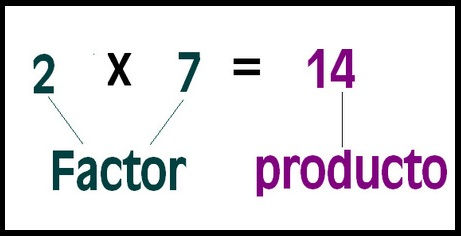 2 x 7 = 14
Factor producto